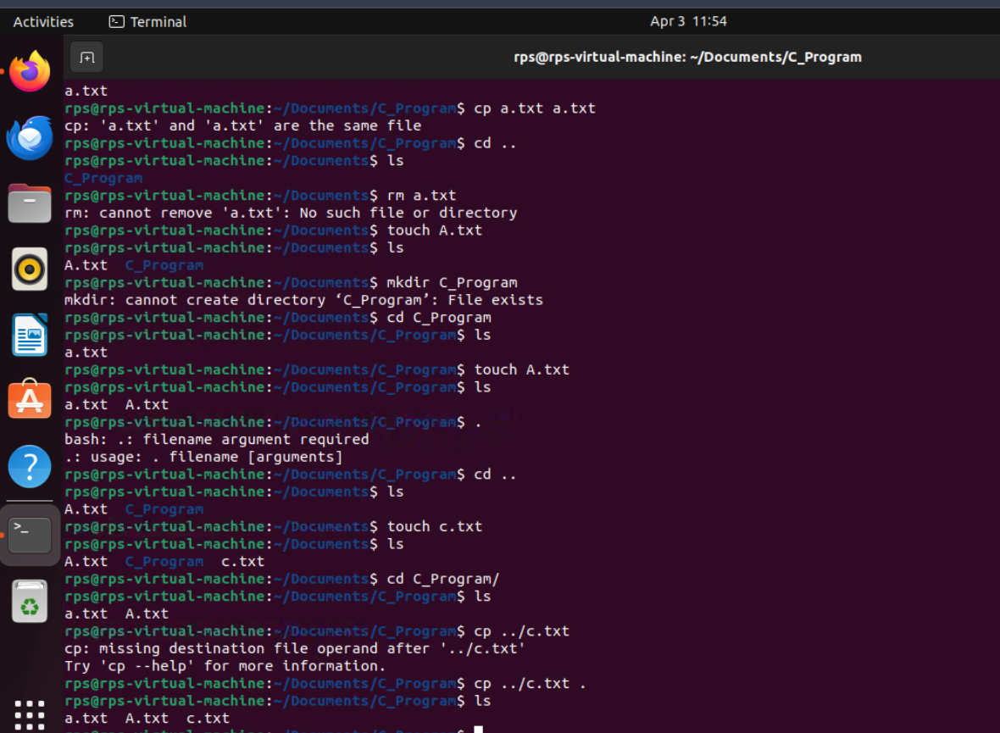 Activities
Terminal
Apr 3 11:54
rps@rps-virtual-machine: ~/Documents/C_Program
a.txt
rps@rps-virtual-machine:~/Documents/C_Program$ cp a.txt a.txt
cp: 'a.txt' and 'a.txt' are the same file
rps@rps-virtual-machine:~/Documents/C_Program$ cd ..
rps@rps-virtual-machine:~/Documents$ ls
C_Program
rps@rps-virtual-machine:~/Documents$ rm a.txt
rm: cannot remove 'a.txt': No such file or directory
rps@rps-virtual-machine:~/Documents$ touch A.txt
rps@rps-virtual-machine:~/Documents$ ls
A.txt  C_Program
rps@rps-virtual-machine:~/Documents$ mkdir C_Program
mkdir: cannot create directory ‘C_Program’: File exists
rps@rps-virtual-machine:~/Documents$ cd C_Program
rps@rps-virtual-machine:~/Documents/C_Program$ ls
a.txt
rps@rps-virtual-machine:~/Documents/C_Program$ touch A.txt
rps@rps-virtual-machine:~/Documents/C_Program$ ls
a.txt  A.txt
rps@rps-virtual-machine:~/Documents/C_Program$ .
bash: .: filename argument required
.: usage: . filename [arguments]
rps@rps-virtual-machine:~/Documents/C_Program$ cd ..
rps@rps-virtual-machine:~/Documents$ ls
A.txt  C_Program
rps@rps-virtual-machine:~/Documents$ touch c.txt
rps@rps-virtual-machine:~/Documents$ ls
A.txt  C_Program  c.txt
rps@rps-virtual-machine:~/Documents$ cd C_Program/
rps@rps-virtual-machine:~/Documents/C_Program$ ls
a.txt  A.txt
rps@rps-virtual-machine:~/Documents/C_Program$ cp ../c.txt
cp: missing destination file operand after '../c.txt'
Try 'cp --help' for more information.
rps@rps-virtual-machine:~/Documents/C_Program$ cp ../c.txt .
rps@rps-virtual-machine:~/Documents/C_Program$ ls
a.txt  A.txt  c.txt